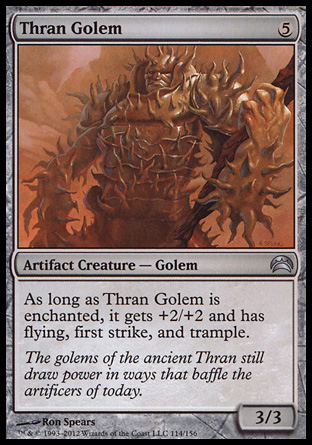 Thran Golem 5
Artifact Creature — Golem
As long as Thran Golem is
enchanted, it gets +2/+2 and has
flying, first strike, and trample.
The golems of the ancient Thran still
draw power in ways that baffle the
artificers of today.
3/3
Ron Spears
™ & © 1993–2012 Wizards of the Coast LLC 114/156